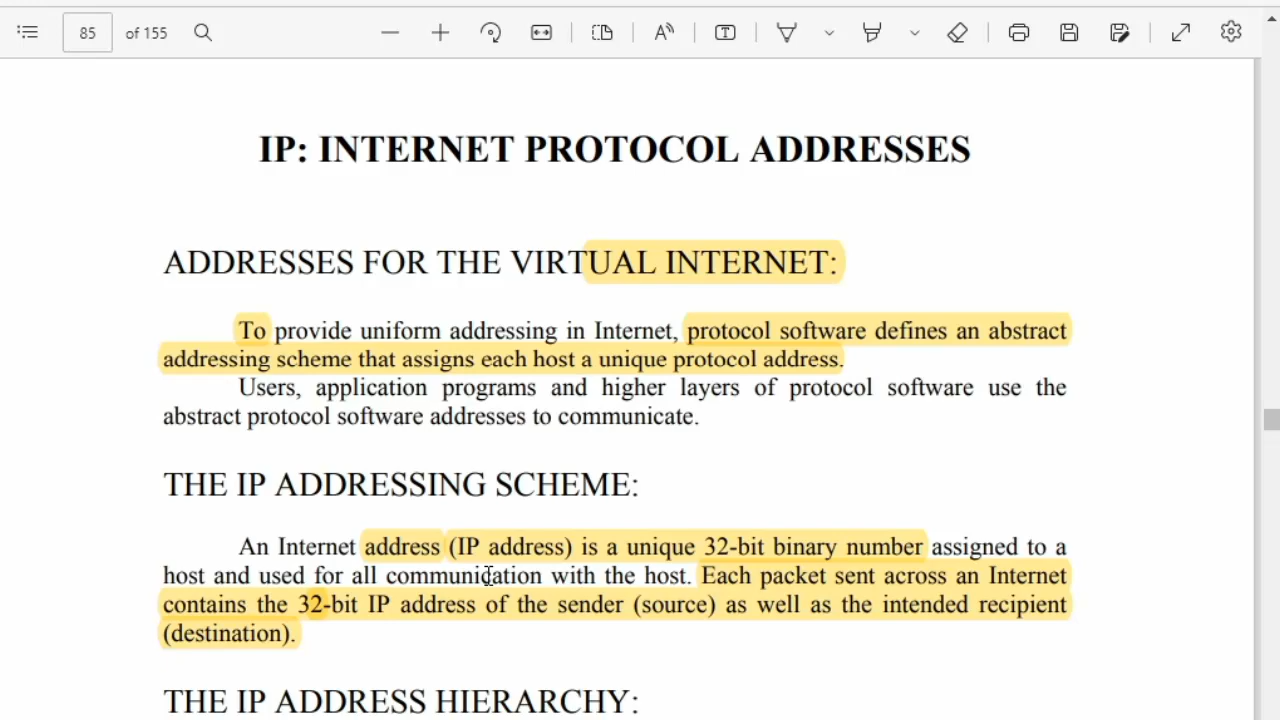 85 of 155
IP: INTERNET PROTOCOL ADDRESSES
ADDRESSES FOR THE VIRTUAL INTERNET:
To provide uniform addressing in Internet, protocol software defines an abstract
addressing scheme that assigns each host a unique protocol address.
Users, application programs and higher layers of protocol software use the
abstract protocol software addresses to communicate.
THE IP ADDRESSING SCHEME:
An Internet address (IP address) is a unique 32-bit binary number assigned to a
host and used for all communication with the host. Each packet sent across an Internet
contains the 32-bit IP address of the sender (source) as well as the intended recipient
(destination).
THE IP ADDRESS HIERARCHY: